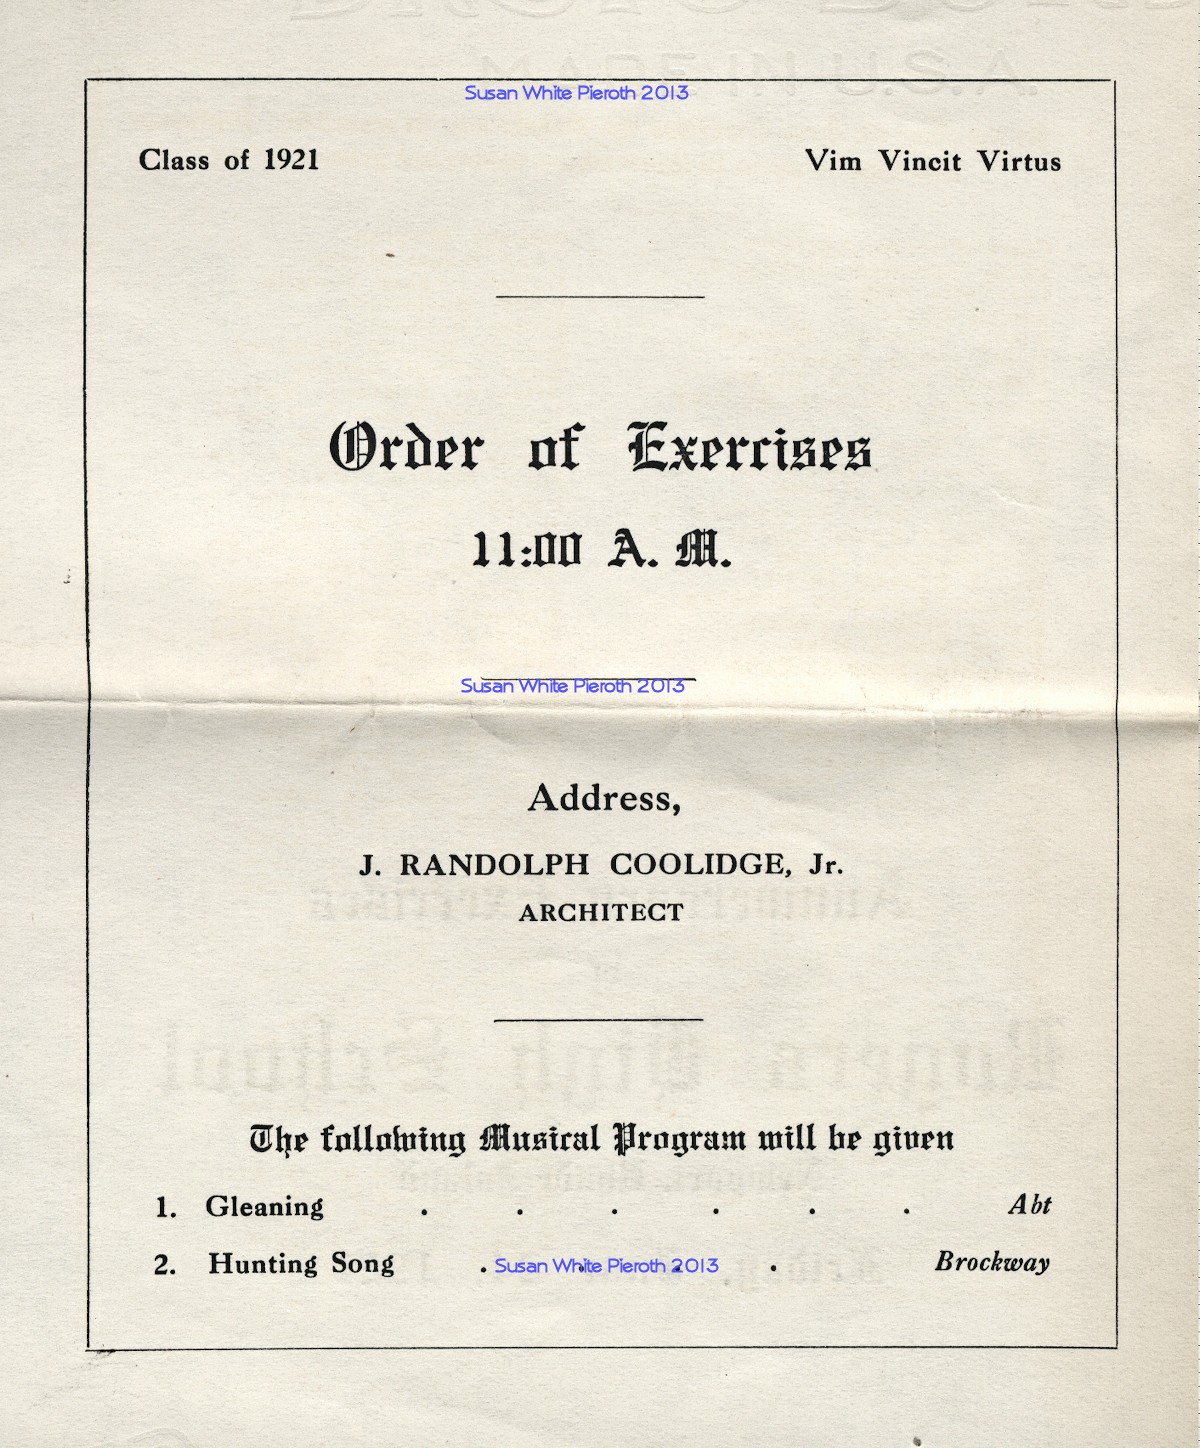 MADE IN U.S.A.
Susan White Pieroth 2013
Class of 1921 Vim Vincit Virtus
Order of Exercises
11:00 A. M.
Susan White Pieroth 2013
Address,
J. RANDOLPH COOLIDGE, Jr.
ARCHITECT
The following Musical Program will be given
1. Gleaning . . . . . . Abt
2. Hunting Song . . . . Brockway
Susan White Pieroth 2013